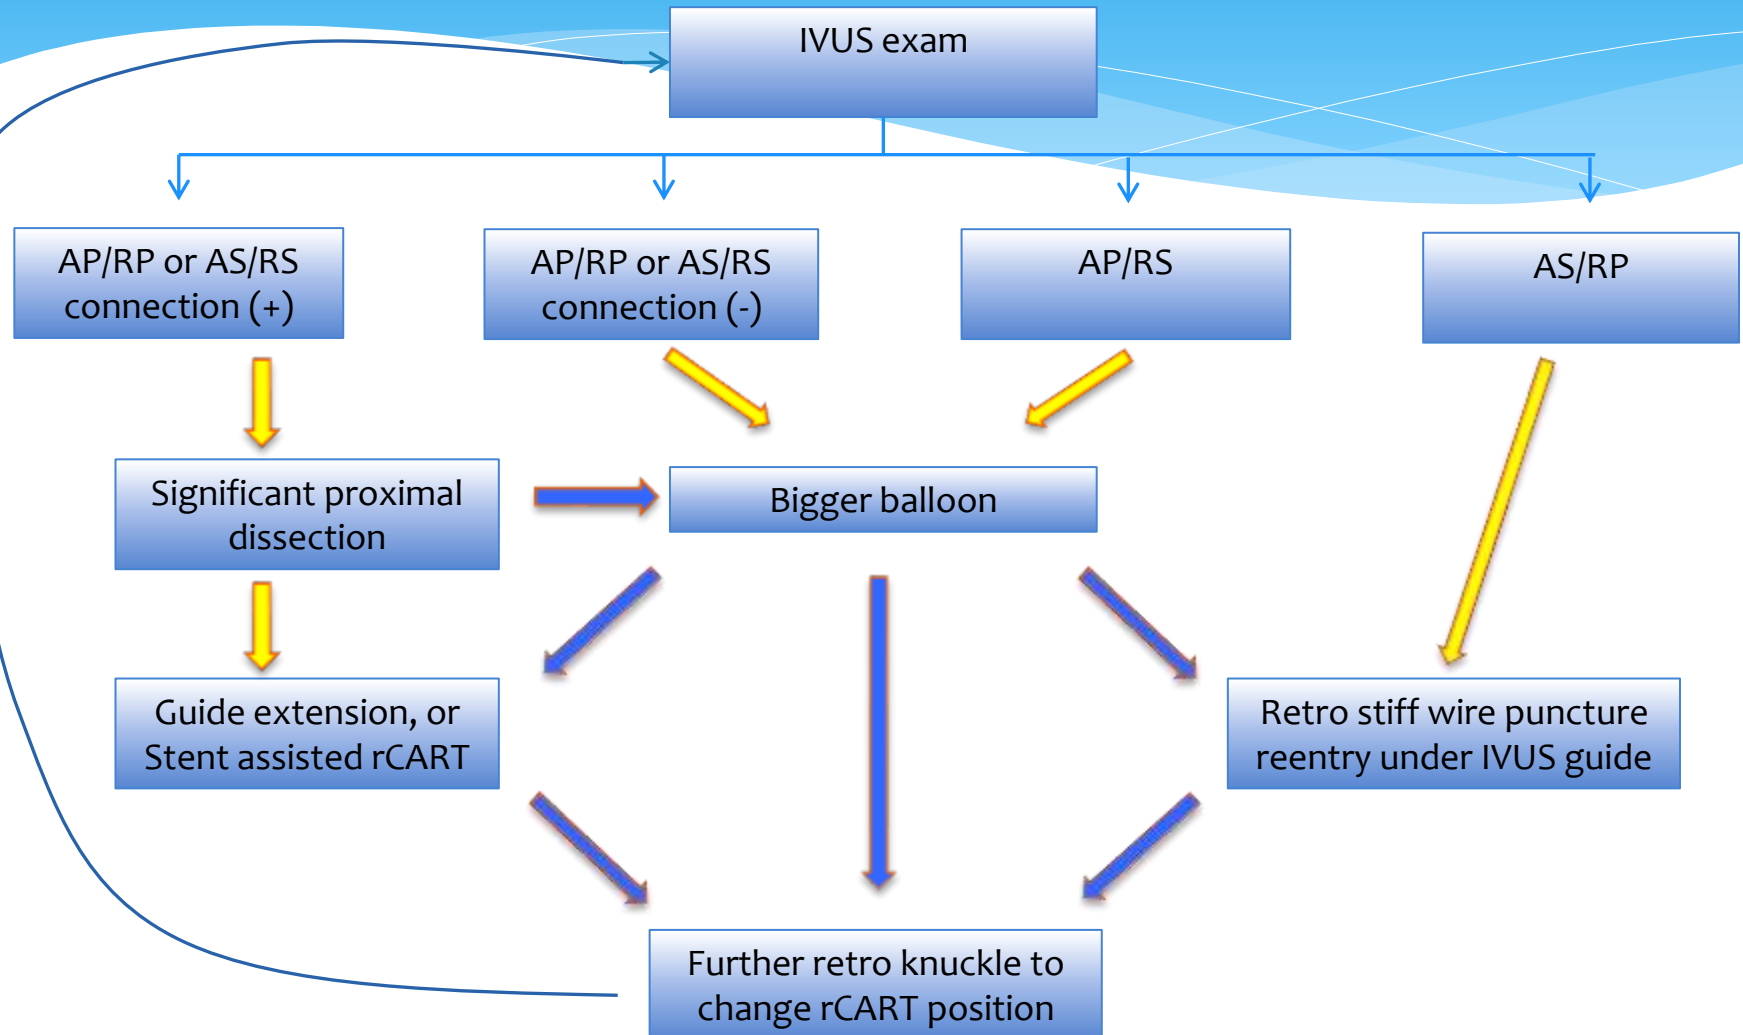 IVUS exam
AP/RP or AS/RS
connection (+)
AP/RP or AS/RS
connection (-)
AP/RS
AS/RP
Significant proximal
dissection
Bigger balloon
Guide extension, or
Stent assisted rCART
Retro stiff wire puncture
reentry under IVUS guide
Further retro knuckle to
change rCART position